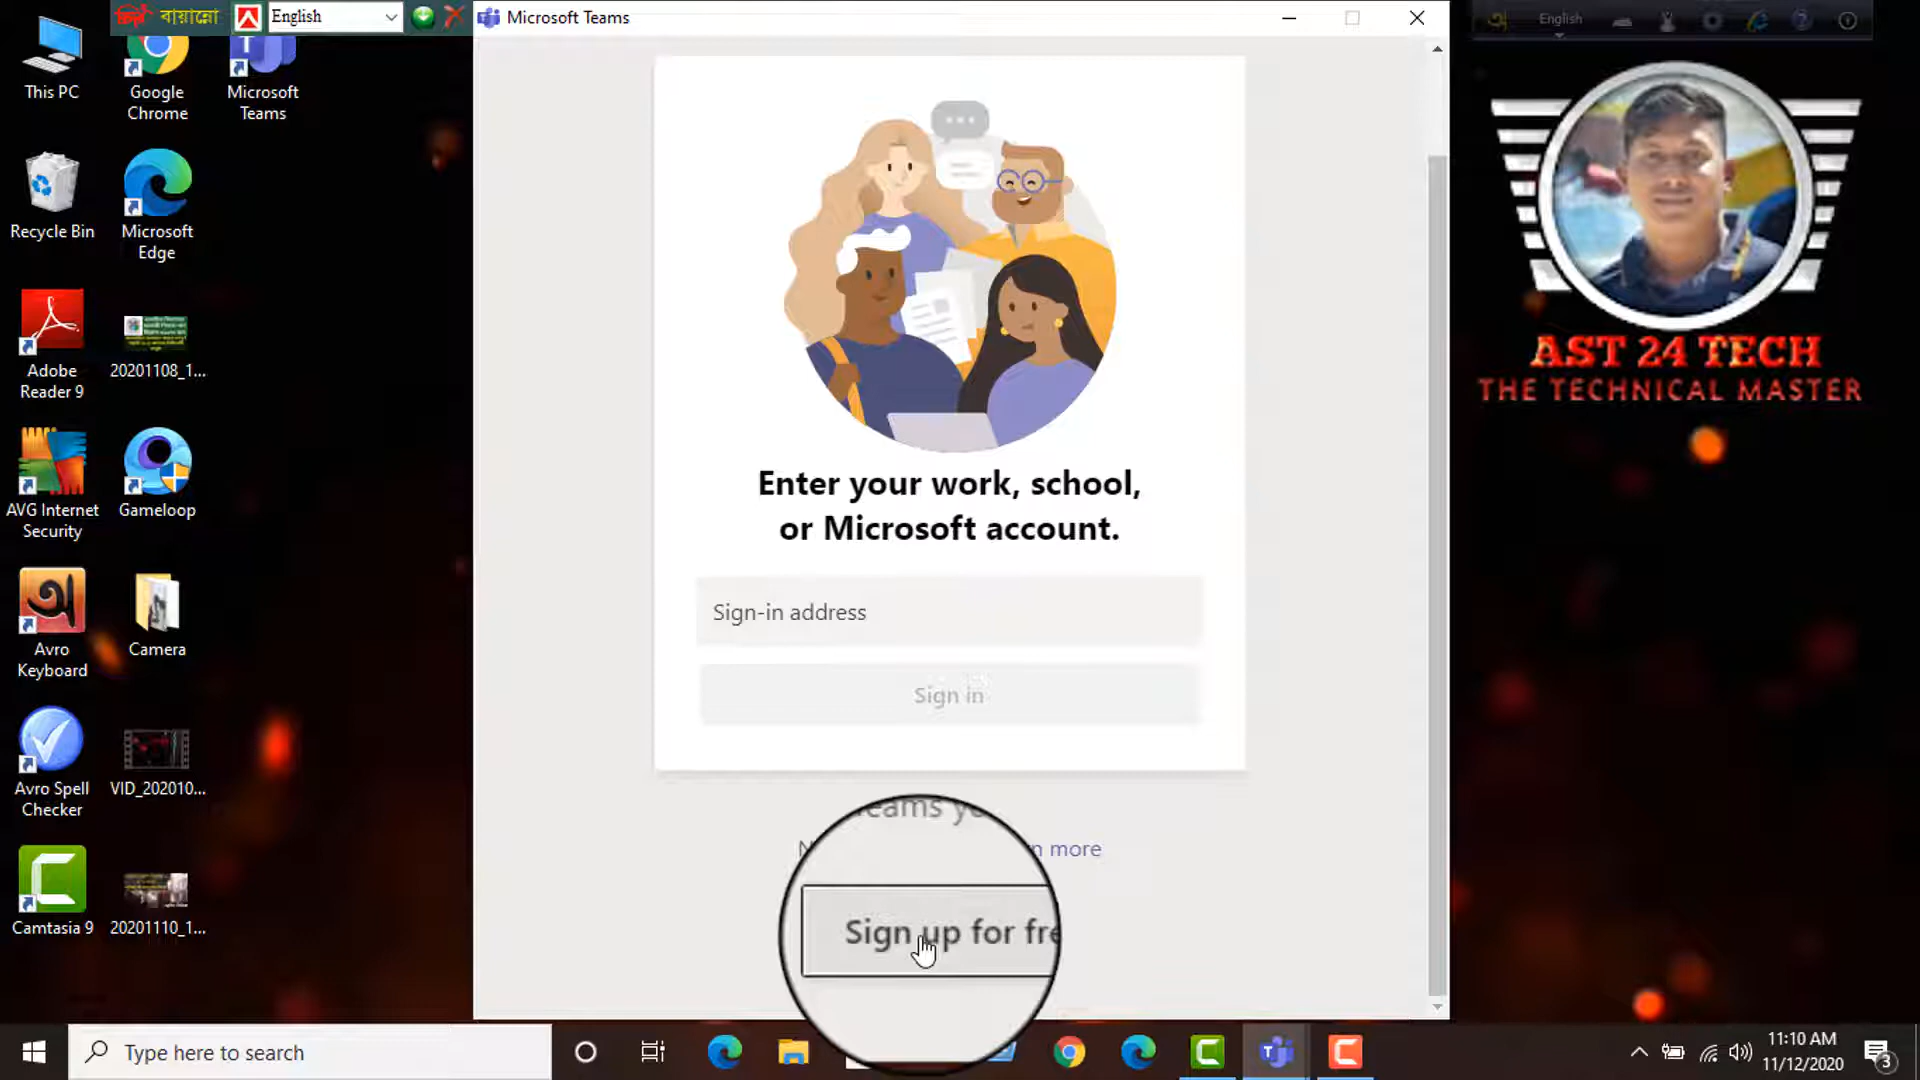 বায়ান্নো
English
Microsoft Teams
English
This PC
Google
Chrome
Microsoft
Teams
Recycle Bin
Microsoft
Edge
Adobe
Reader 9
20201108_1...
AVG Internet
Security
Gameloop
অ
Avro
Keyboard
Camera
Avro Spell
Checker
VID_202010...
Camtasia 9
20201110_1...
Enter your work, school,
or Microsoft account.
Sign-in address
Sign in
more
Sign up for
AST 24 TECH
THE TECHNICAL MASTER
Type here to search
11:10 AM
11/12/2020
3